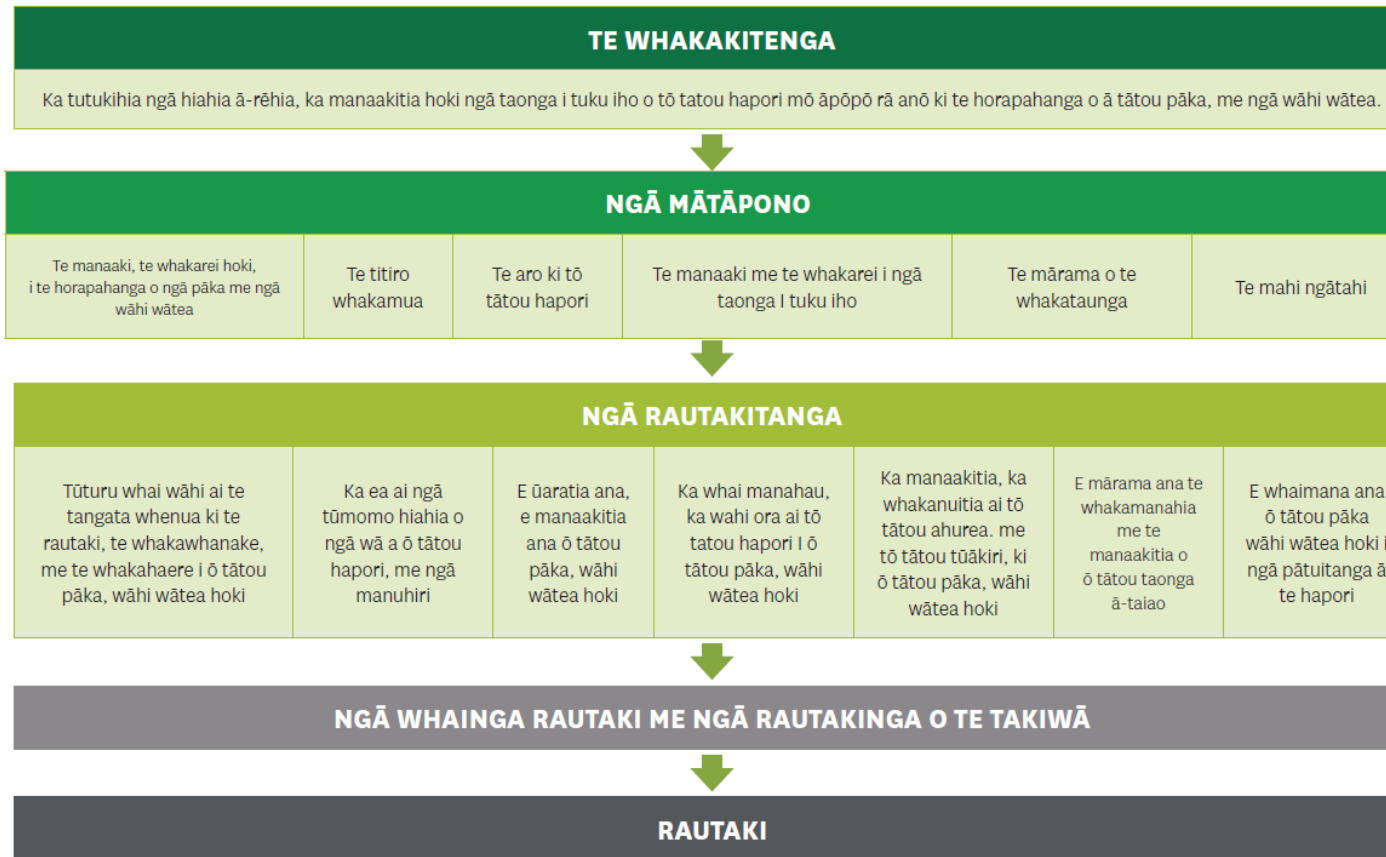 TE WHAKAKITENGA
Ka tutukihia ngā hiahia ā-rēhia, ka manaakitia hoki ngā taonga i tuku iho o tō tatou hapori mō āpōpō rā anō ki te horapahanga o ā tātou pāka, me ngā wāhi wātea.
NGĀ MĀTĀPONO
Te manaaki, te whakarei hoki,
i te horapahanga o ngā pāka me ngā
wāhi wātea
Te titiro
whakamua
Te aro ki tō
tātou hapori
Te manaaki me te whakarei i ngā
taonga I tuku iho
Te mārama o te
whakataunga
Te mahi ngātahi
NGĀ RAUTAKITANGA
Tūturu whai wāhi ai te
tangata whenua ki te
rautaki, te whakawhanake,
me te whakahaere i ō tātou
pāka, wāhi wātea hoki
Ka ea ai ngā
tūmomo hiahia o
ngā wā a ō tātou
hapori, me ngā
manuhiri
E ūaratia ana,
e manaakitia
ana ō tātou
pāka, wāhi
wātea hoki
Ka whai manahau,
ka wahi ora ai tō
tatou hapori I ō
tātou pāka, wāhi
wātea hoki
Ka manaakitia, ka
whakanuitia ai tō
tātou ahurea. me
tō tātou tūākiri, ki
ō tātou pāka, wāhi
wātea hoki
E mārama ana te
whakamanahia
me te
manaakitia o
ō tātou taonga
ā-taiao
E whaimana ana
ō tātou pāka
wāhi wātea hoki i
ngā pātuitanga ā
te hapori
NGĀ WHAINGA RAUTAKI ME NGĀ RAUTAKINGA O TE TAKIWĀ
RAUTAKI